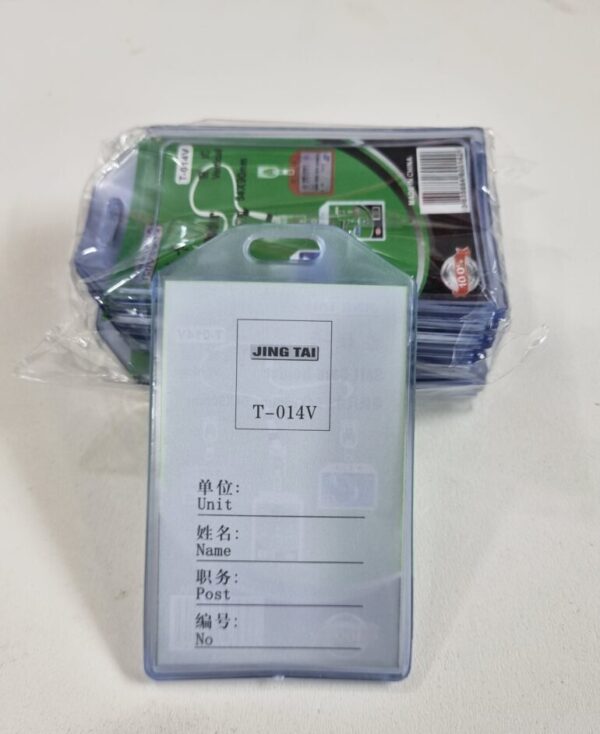 T-014V
MADE IN CHINA
100%
JING TAI
T-014V
单位:
Unit
姓名:
Name
职务:
Post
编号:
No